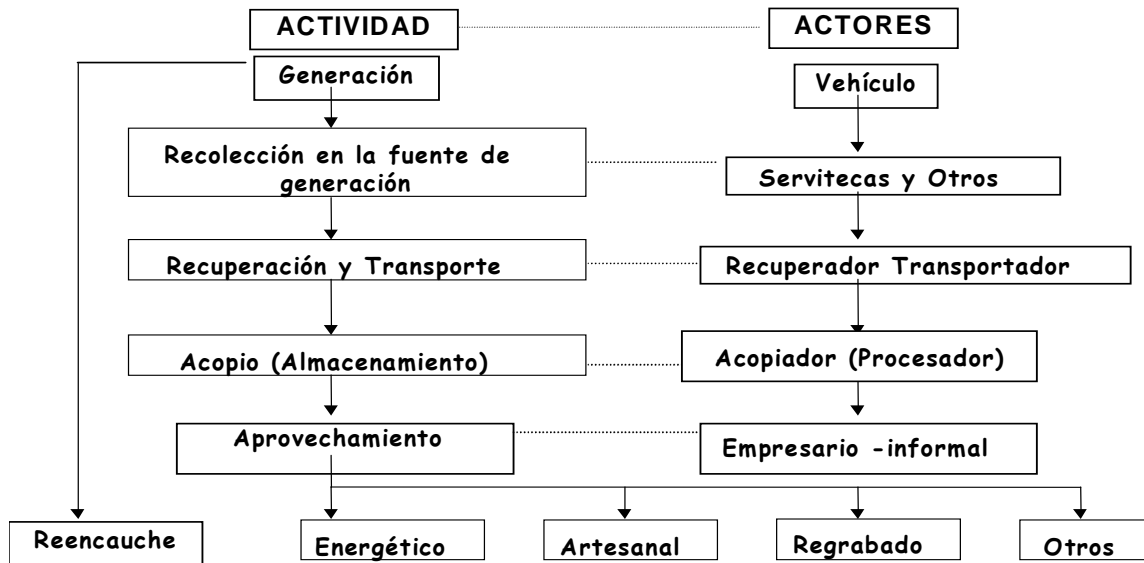 ACTIVIDAD
ACTORES
Generación
Vehículo
Recolección en la fuente de
generación
Servitecas y Otros
Recuperación y Transporte
Recuperador Transportador
Acopio (Almacenamiento)
Acopiador (Procesador)
Aprovechamiento
Empresario -informal
Reencauche
Energético
Artesanal
Regrabado
Otros